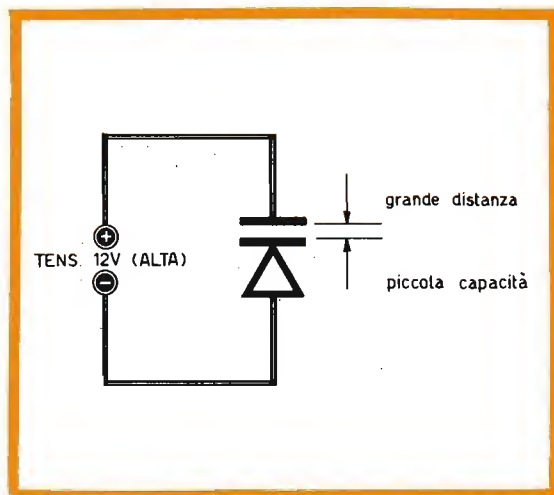 grande distanza
+
TENS. 12V (ALTA)
−
piccola capacità